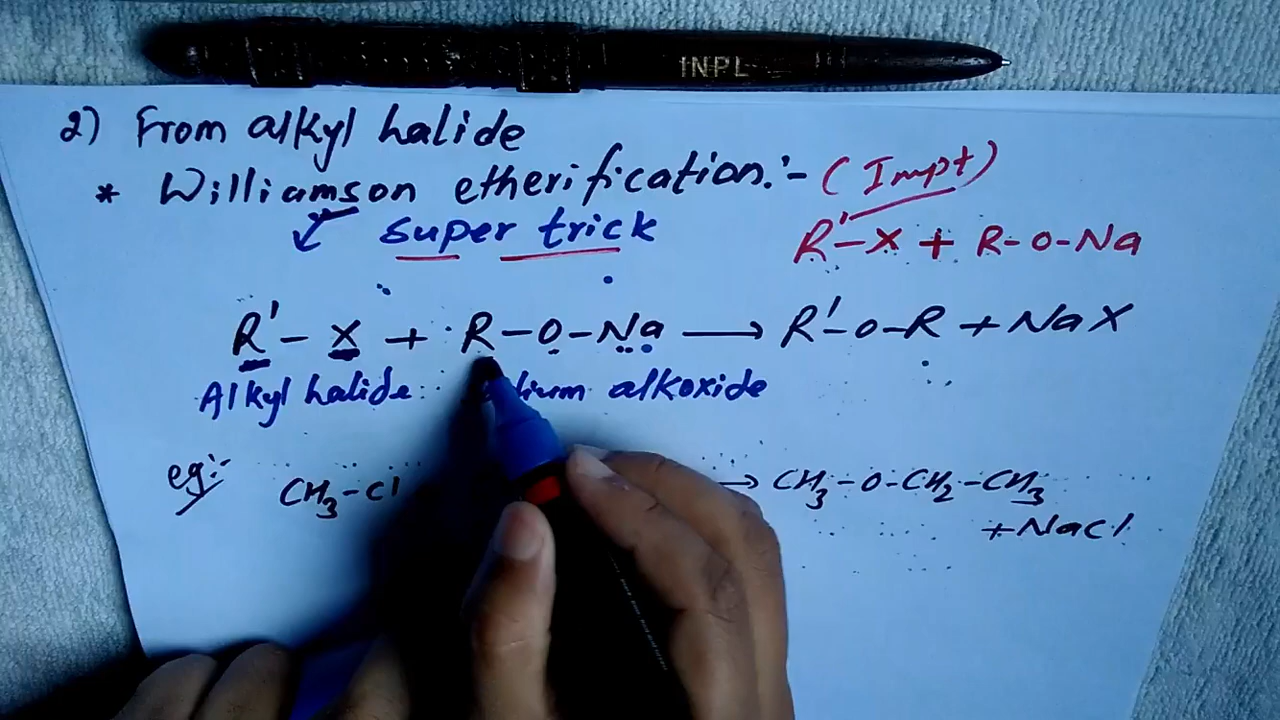 INPL
2) From alkyl halide
* Williamson etherification:- (Impt)
super trick
R'-X + R-O-Na
R'-X + R-O-Na ⟶ R'-O-R + NaX
Alkyl halide alkoxide
eg:- CH₃-Cl ⟶ CH₃-O-CH₂-CH₃
+NaCl